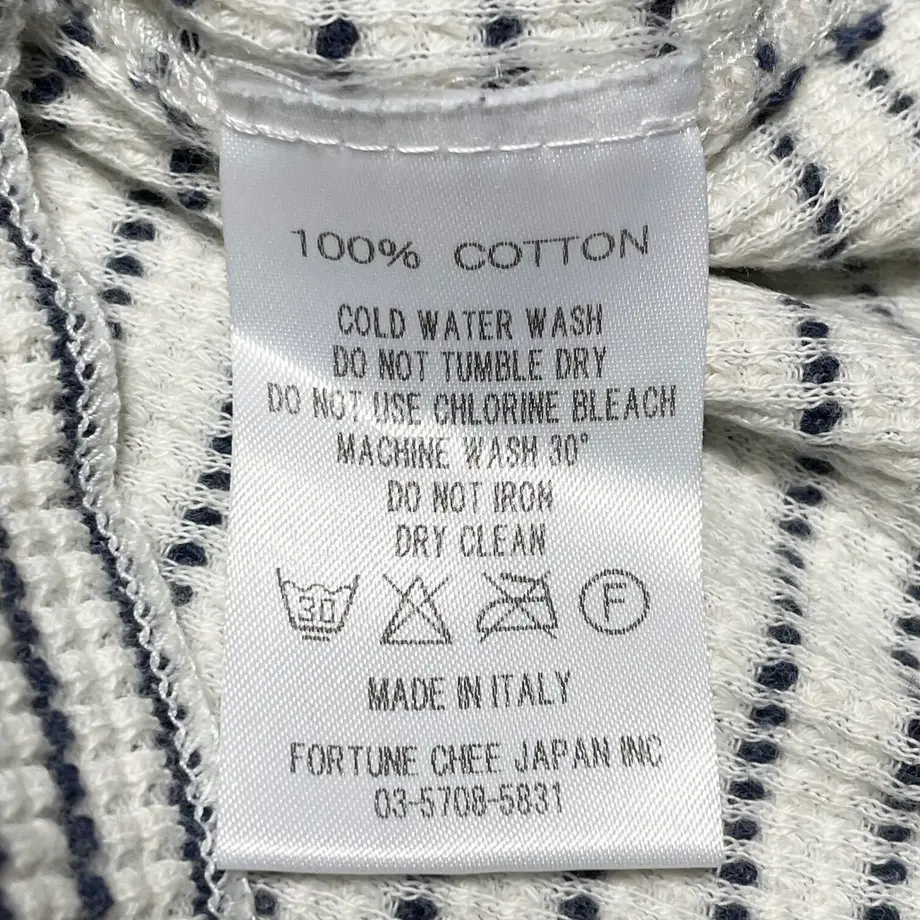 100% COTTON
COLD WATER WASH
DO NOT TUMBLE DRY
DO NOT USE CHLORINE BLEACH
MACHINE WASH 30°
DO NOT IRON
DRY CLEAN
30 F
MADE IN ITALY
FORTUNE CHEE JAPAN INC
03-5708-5831